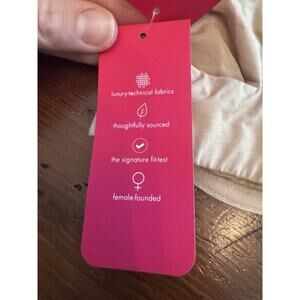 luxury-technical fabrics
thoughtfully sourced
the signature fit-test
female-founded